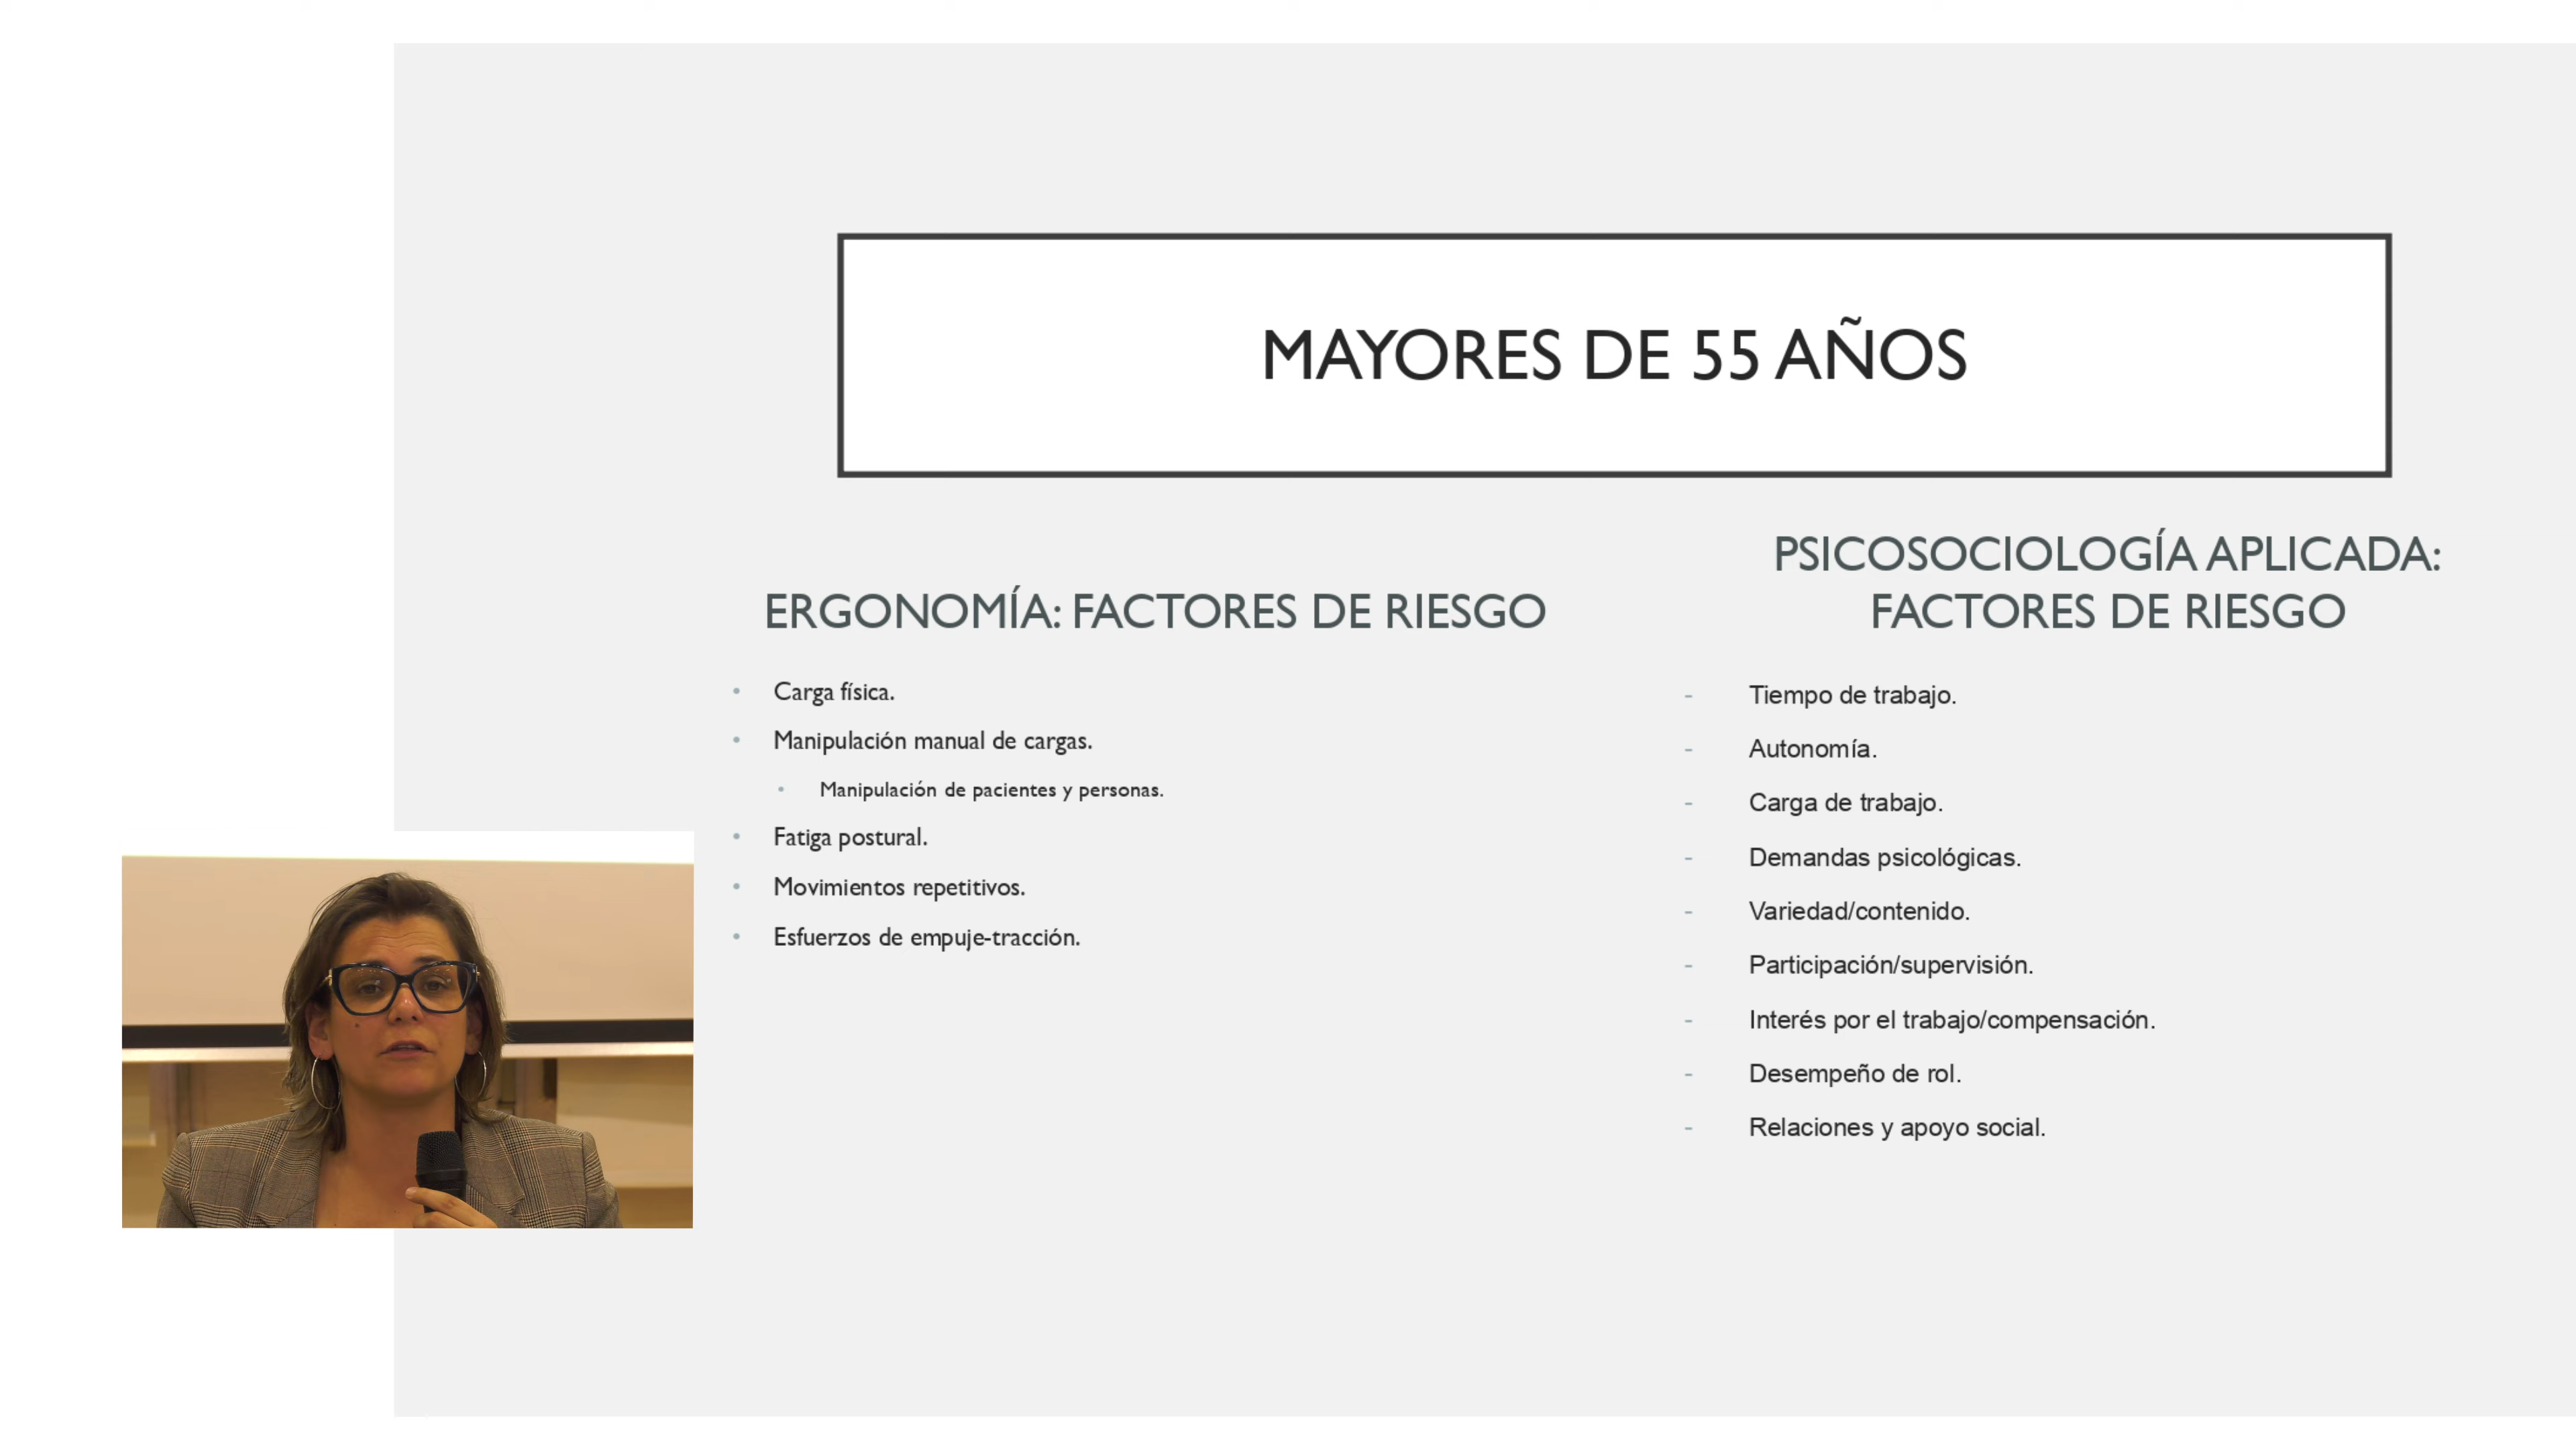 MAYORES DE 55 AÑOS
ERGONOMÍA: FACTORES DE RIESGO
Carga física.
Manipulación manual de cargas.
Manipulación de pacientes y personas.
Fatiga postural.
Movimientos repetitivos.
Esfuerzos de empuje-tracción.
PSICOSOCIOLOGÍA APLICADA:
FACTORES DE RIESGO
- Tiempo de trabajo.
- Autonomía.
- Carga de trabajo.
- Demandas psicológicas.
- Variedad/contenido.
- Participación/supervisión.
- Interés por el trabajo/compensación.
- Desempeño de rol.
- Relaciones y apoyo social.